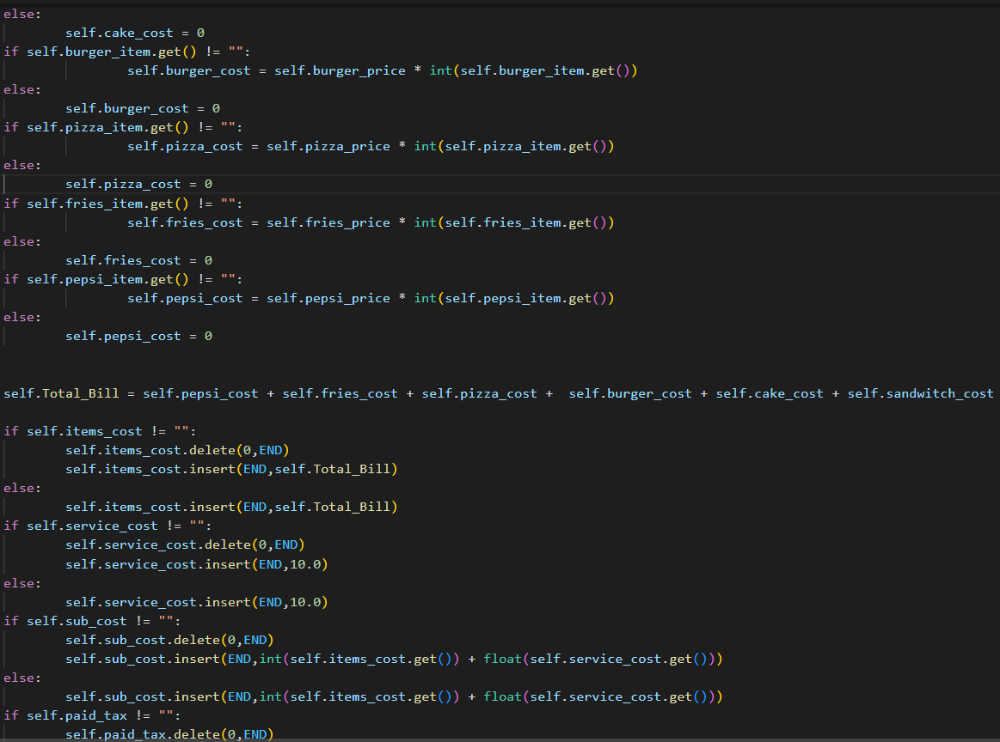 else:
        self.cake_cost = 0
if self.burger_item.get() != "":
                self.burger_cost = self.burger_price * int(self.burger_item.get())
else:
        self.burger_cost = 0
if self.pizza_item.get() != "":
                self.pizza_cost = self.pizza_price * int(self.pizza_item.get())
else:
        self.pizza_cost = 0
if self.fries_item.get() != "":
                self.fries_cost = self.fries_price * int(self.fries_item.get())
else:
        self.fries_cost = 0
if self.pepsi_item.get() != "":
                self.pepsi_cost = self.pepsi_price * int(self.pepsi_item.get())
else:
        self.pepsi_cost = 0
self.Total_Bill = self.pepsi_cost + self.fries_cost + self.pizza_cost +  self.burger_cost + self.cake_cost + self.sandwitch_cost
if self.items_cost != "":
        self.items_cost.delete(0,END)
        self.items_cost.insert(END,self.Total_Bill)
else:
        self.items_cost.insert(END,self.Total_Bill)
if self.service_cost != "":
        self.service_cost.delete(0,END)
        self.service_cost.insert(END,10.0)
else:
        self.service_cost.insert(END,10.0)
if self.sub_cost != "":
        self.sub_cost.delete(0,END)
        self.sub_cost.insert(END,int(self.items_cost.get()) + float(self.service_cost.get()))
else:
        self.sub_cost.insert(END,int(self.items_cost.get()) + float(self.service_cost.get()))
if self.paid_tax != "":
        self.paid_tax.delete(0,END)